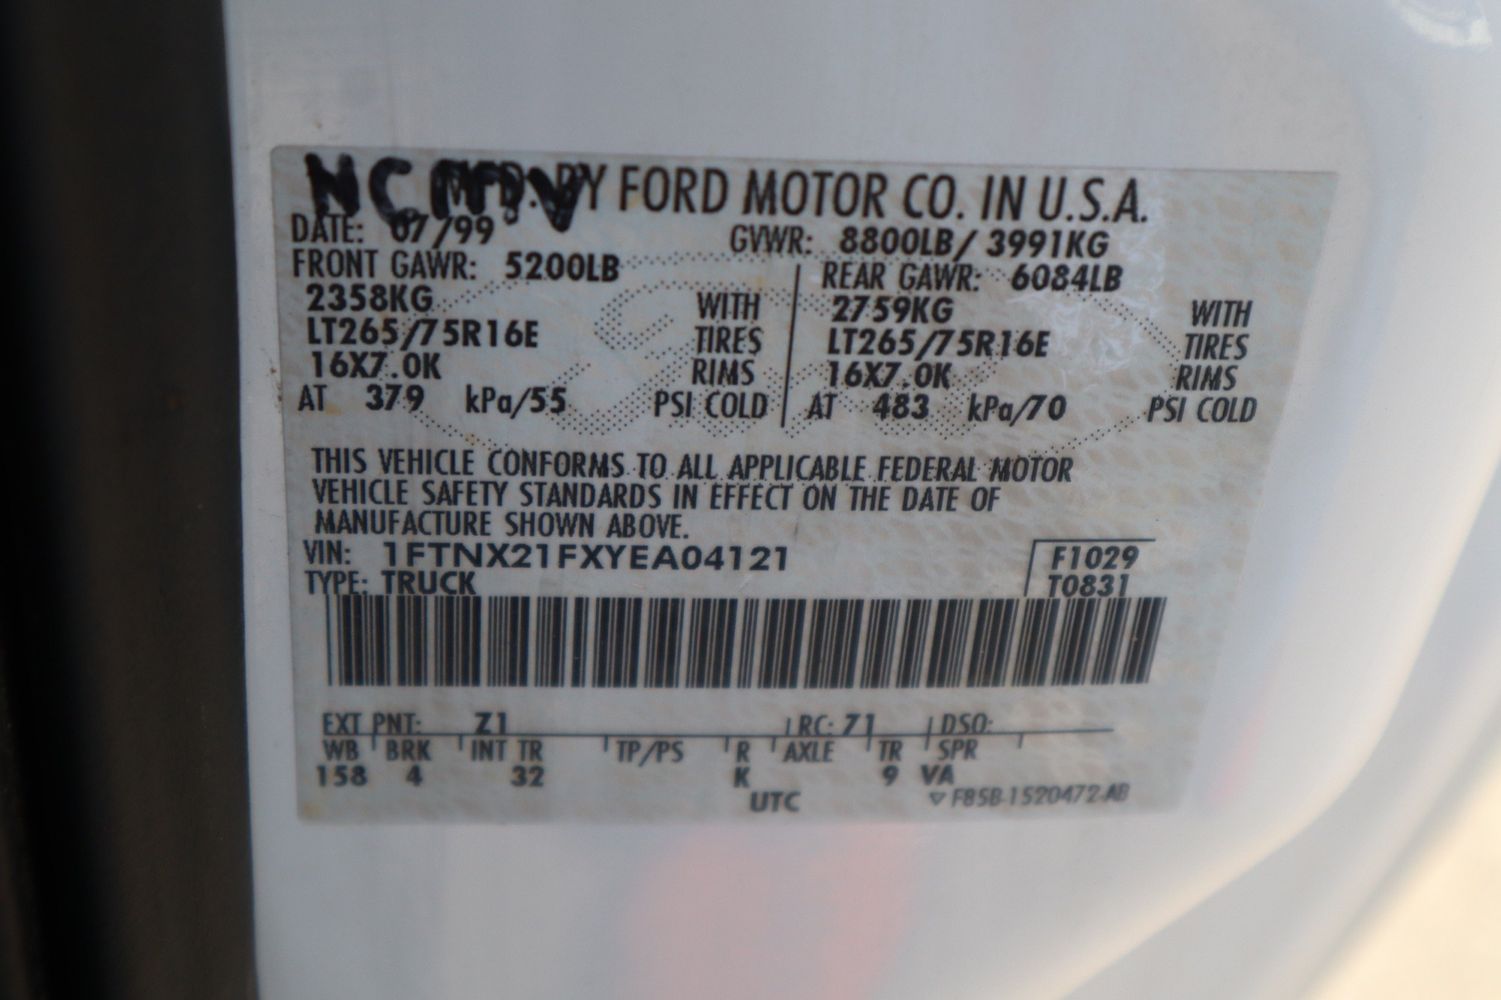 NCMV
MFD. BY FORD MOTOR CO. IN U.S.A.
DATE: 07/99 GVWR: 8800LB/ 3991KG
FRONT GAWR: 5200LB REAR GAWR: 6084LB
2358KG WITH 2759KG WITH
LT265/75R16E TIRES LT265/75R16E TIRES
16X7.0K RIMS 16X7.0K RIMS
AT 379 kPa/55 PSI COLD AT 483 kPa/70 PSI COLD
THIS VEHICLE CONFORMS TO ALL APPLICABLE FEDERAL MOTOR
VEHICLE SAFETY STANDARDS IN EFFECT ON THE DATE OF
MANUFACTURE SHOWN ABOVE.
VIN: 1FTNX21FXYEA04121 F1029
TYPE: TRUCK T0831
EXT PNT: Z1 RC: 71 DSO:
WB BRK INT TR TP/PS R AXLE TR SPR
158 4 32 K 9 VA
UTC ▽ F85B-1520472-AB